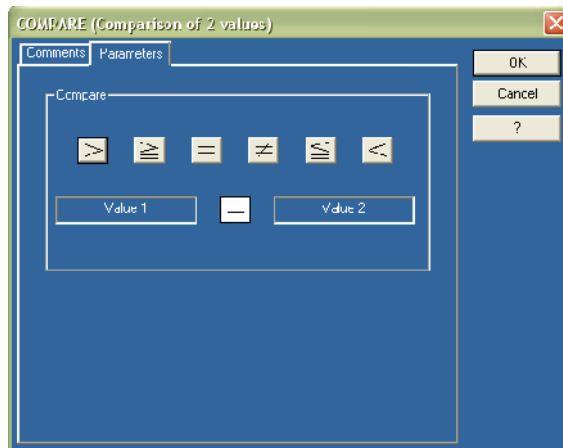 COMPARE (Comparison of 2 values)
Comments Parameters
OK
Cancel
?
Compare
> ≧ = ≠ ≦ <
Value 1 — Value 2